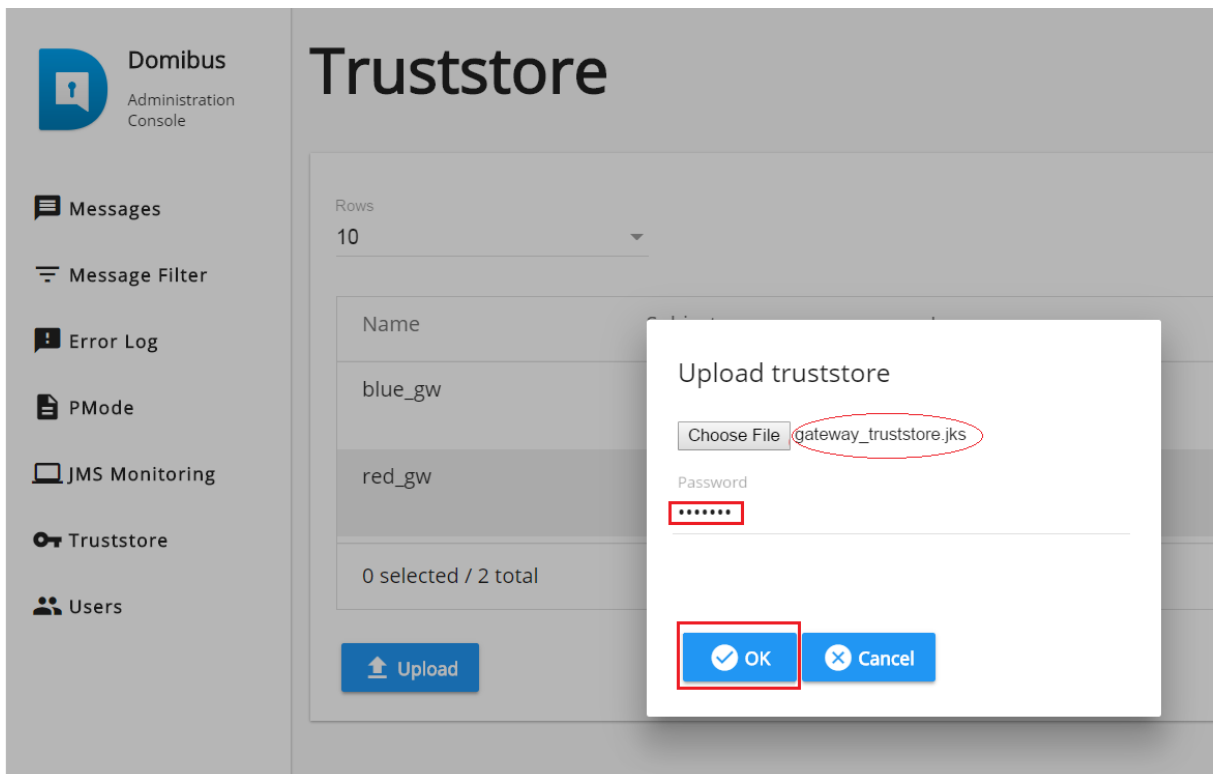 Domibus
Administration
Console
Truststore
Messages
Message Filter
Error Log
PMode
JMS Monitoring
Truststore
Users
Rows
10
Name
blue_gw
red_gw
0 selected / 2 total
Upload
Upload truststore
Choose File gateway_truststore.jks
Password
•••••••
OK Cancel